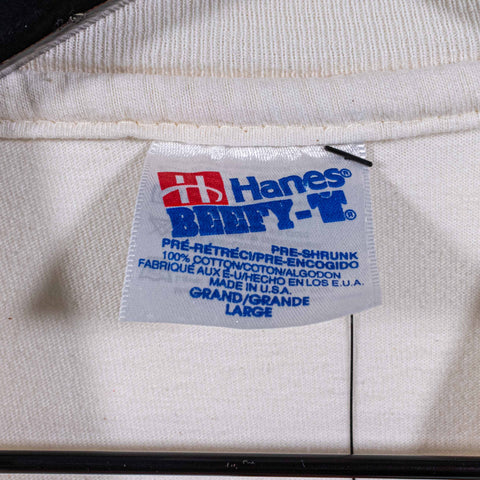 Hanes®
BEEFY-T®
PRÉ-RÉTRÉCI/PRE-ENCOGIDO PRE-SHRUNK
100% COTTON/COTON/ALGODON
FABRIQUÉ AUX É-U/HECHO EN LOS E.U.A.
MADE IN U.S.A.
GRAND/GRANDE
LARGE